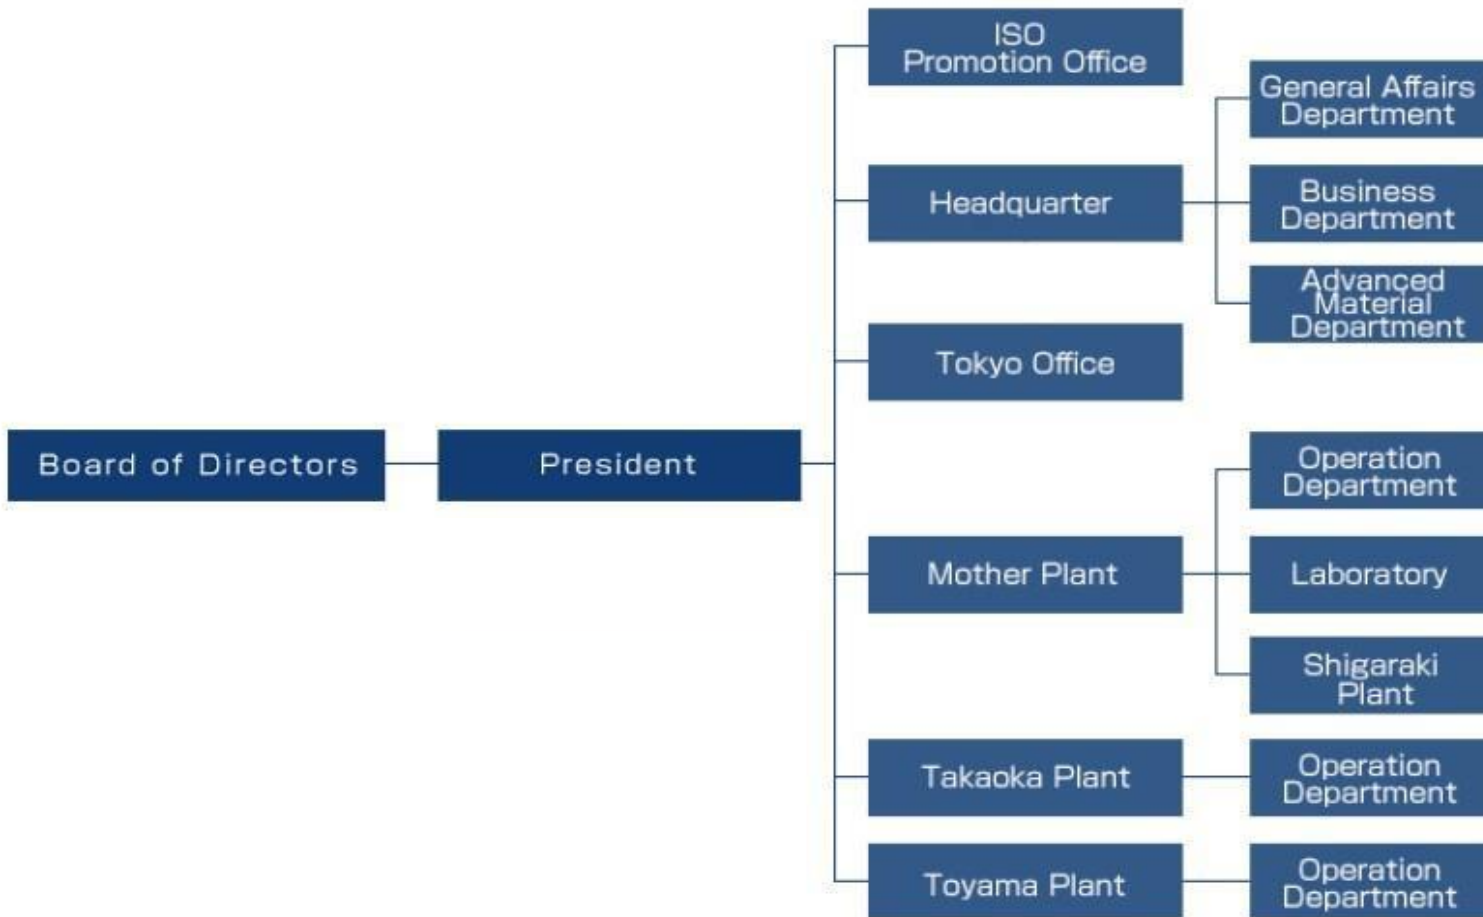 Board of Directors
President
ISO
Promotion Office
Headquarter
General Affairs
Department
Business
Department
Advanced
Material
Department
Tokyo Office
Mother Plant
Operation
Department
Laboratory
Shigaraki
Plant
Takaoka Plant
Operation
Department
Toyama Plant
Operation
Department